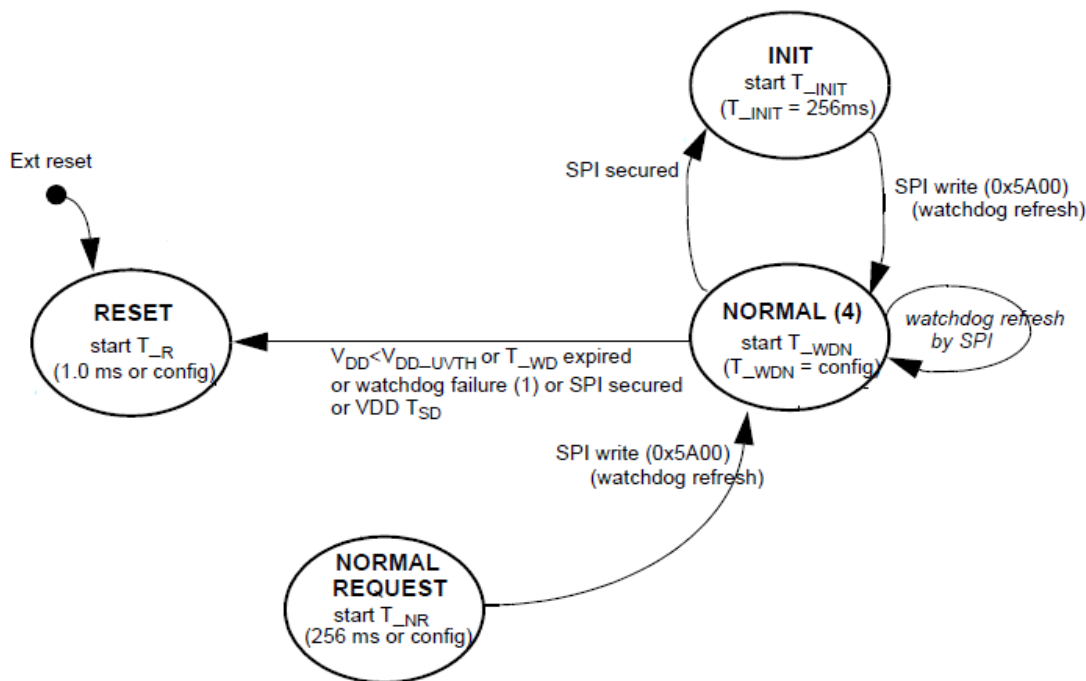 INIT
start T_INIT
(T_INIT = 256ms)
Ext reset
SPI secured
SPI write (0x5A00)
(watchdog refresh)
RESET
start T_R
(1.0 ms or config)
NORMAL (4)
start T_WDN
(T_WDN = config)
watchdog refresh
by SPI
VDD<VDD_UVTH or T_WD expired
or watchdog failure (1) or SPI secured
or VDD TSD
SPI write (0x5A00)
(watchdog refresh)
NORMAL
REQUEST
start T_NR
(256 ms or config)